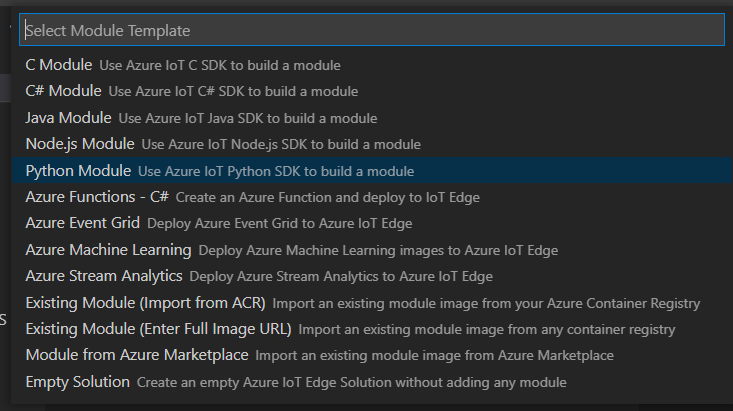 Select Module Template
C Module Use Azure IoT C SDK to build a module
C# Module Use Azure IoT C# SDK to build a module
Java Module Use Azure IoT Java SDK to build a module
Node.js Module Use Azure IoT Node.js SDK to build a module
Python Module Use Azure IoT Python SDK to build a module
Azure Functions - C# Create an Azure Function and deploy to IoT Edge
Azure Event Grid Deploy Azure Event Grid to Azure IoT Edge
Azure Machine Learning Deploy Azure Machine Learning images to Azure IoT Edge
Azure Stream Analytics Deploy Azure Stream Analytics to Azure IoT Edge
Existing Module (Import from ACR) Import an existing module image from your Azure Container Registry
S
Existing Module (Enter Full Image URL) Import an existing module image from any container registry
Module from Azure Marketplace Import an existing module image from Azure Marketplace
Empty Solution Create an empty Azure IoT Edge Solution without adding any module